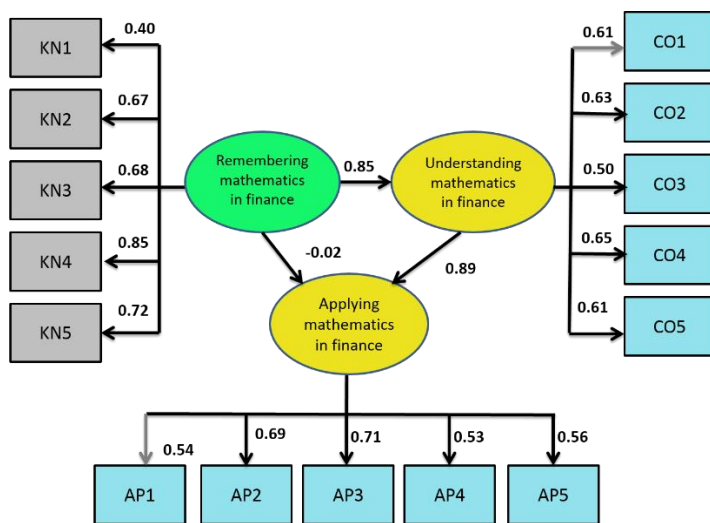 0.40
KN1
0.61
CO1
0.67
KN2
0.63
CO2
Remembering
mathematics
in finance
0.85
Understanding
mathematics
in finance
0.68
KN3
0.50
CO3
0.85
KN4
-0.02
0.89
0.65
CO4
Applying
mathematics
in finance
0.72
KN5
0.61
CO5
0.54
0.69
0.71
0.53
0.56
AP1
AP2
AP3
AP4
AP5